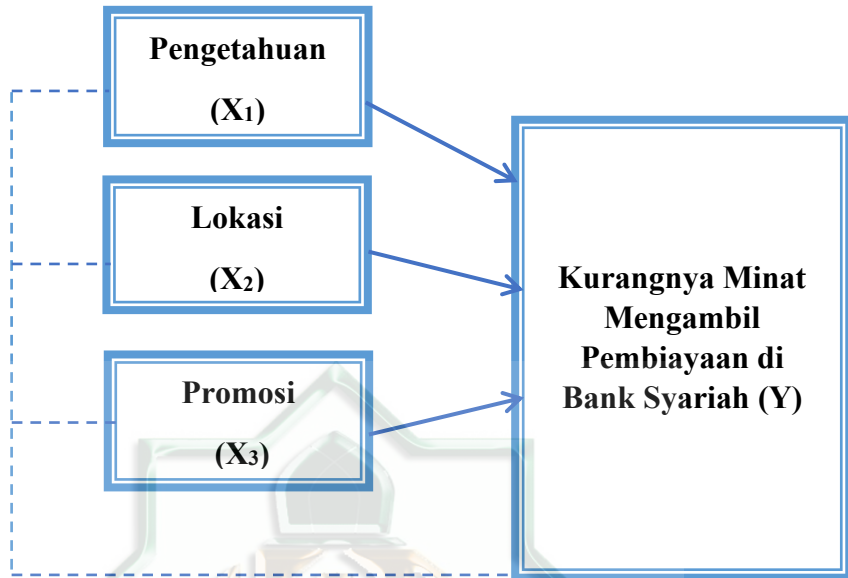 Pengetahuan
(X₁)
Lokasi
(X₂)
Promosi
(X₃)
Kurangnya Minat
Mengambil
Pembiayaan di
Bank Syariah (Y)